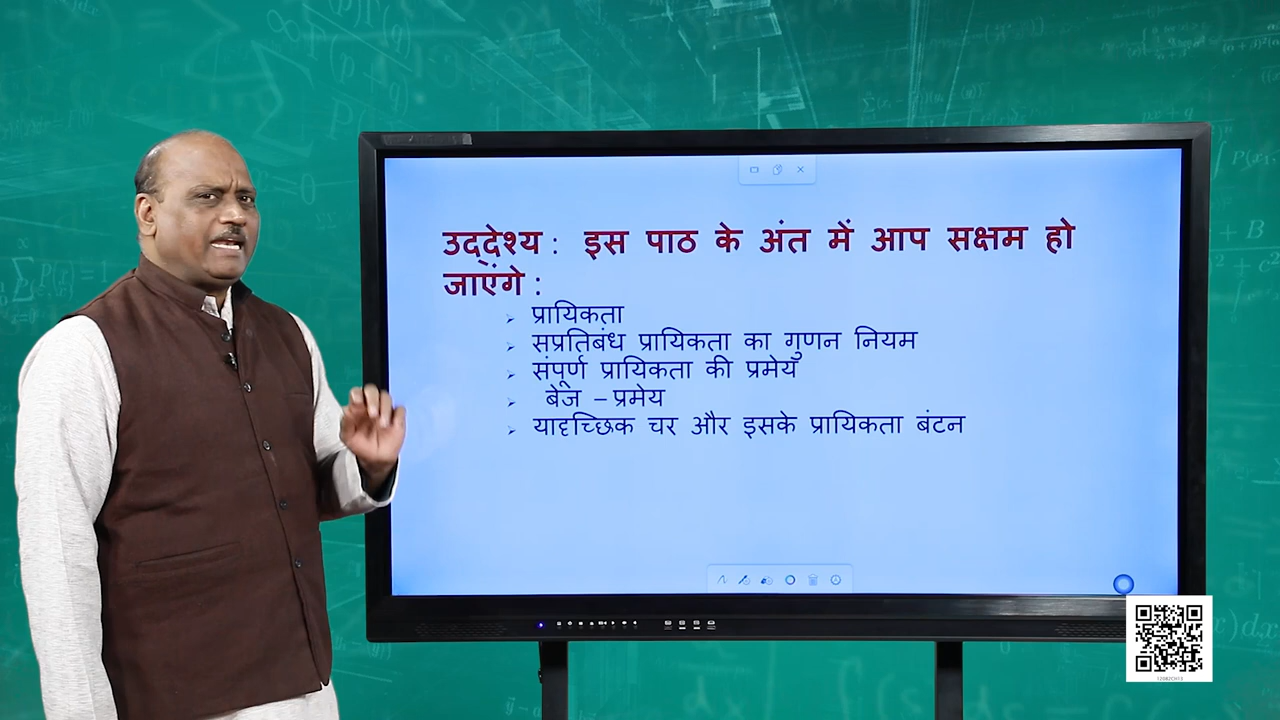 उद्देश्य : इस पाठ के अंत में आप सक्षम हो
जाएंगे :
प्रायिकता
सप्रतिबंध प्रायिकता का गुणन नियम
संपूर्ण प्रायिकता की प्रमेय
बेज – प्रमेय
यादृच्छिक चर और इसके प्रायिकता बंटन
12082CH13